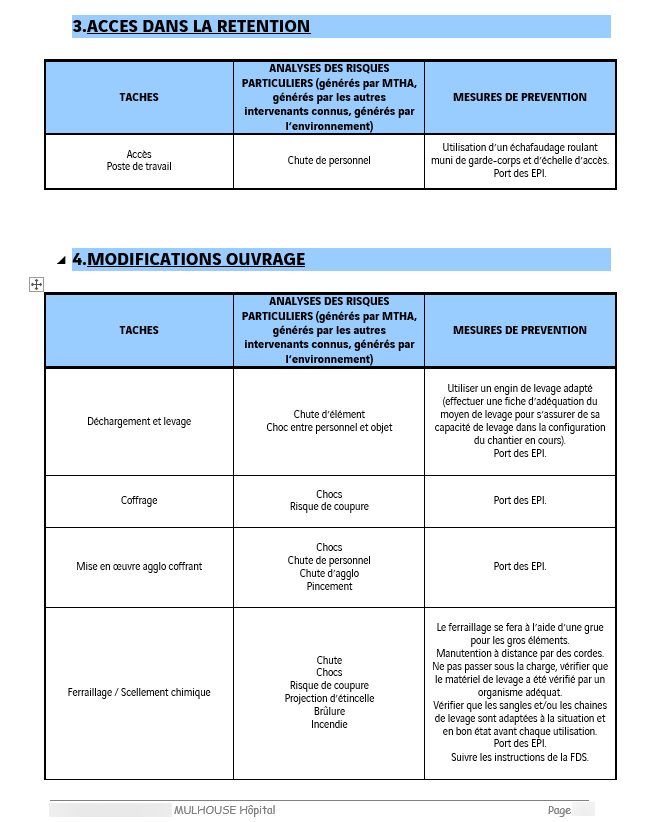 3.ACCES DANS LA RETENTION
TACHES
ANALYSES DES RISQUES
PARTICULIERS (générés par MTHA,
générés par les autres
intervenants connus, générés par
l'environnement)
MESURES DE PREVENTION
Accès
Poste de travail
Chute de personnel
Utilisation d'un échafaudage roulant
muni de garde-corps et d'échelle d'accès.
Port des EPI.
4.MODIFICATIONS OUVRAGE
TACHES
ANALYSES DES RISQUES
PARTICULIERS (générés par MTHA,
générés par les autres
intervenants connus, générés par
l'environnement)
MESURES DE PREVENTION
Déchargement et levage
Chute d'élément
Choc entre personnel et objet
Utiliser un engin de levage adapté
(effectuer une fiche d'adéquation du
moyen de levage pour s'assurer de sa
capacité de levage dans la configuration
du chantier en cours).
Port des EPI.
Coffrage
Chocs
Risque de coupure
Port des EPI.
Mise en œuvre agglo coffrant
Chocs
Chute de personnel
Chute d'agglo
Pincement
Port des EPI.
Ferraillage / Scellement chimique
Chute
Chocs
Risque de coupure
Projection d'étincelle
Brûlure
Incendie
Le ferraillage se fera à l'aide d'une grue
pour les gros éléments.
Manutention à distance par des cordes.
Ne pas passer sous la charge, vérifier que
le matériel de levage a été vérifié par un
organisme adéquat.
Vérifier que les sangles et/ou les chaines
de levage sont adaptées à la situation et
en bon état avant chaque utilisation.
Port des EPI.
Suivre les instructions de la FDS.
MULHOUSE Hôpital
Page